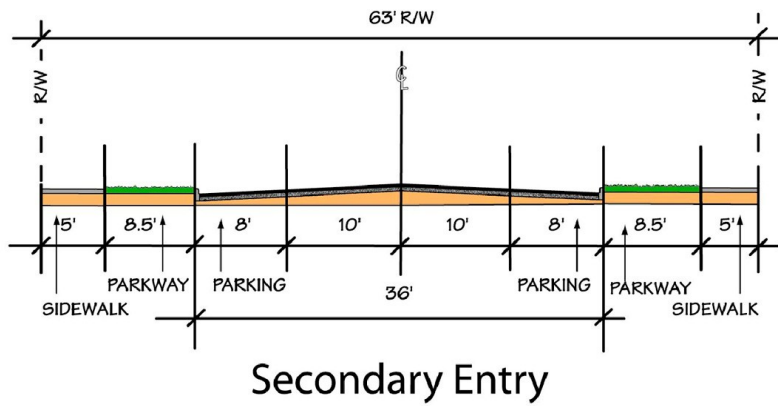 63' R/W
R/W
℄
R/W
5' 8.5' 8' 10' 10' 8' 8.5' 5'
PARKWAY PARKING PARKING PARKWAY
SIDEWALK 36' SIDEWALK
Secondary Entry